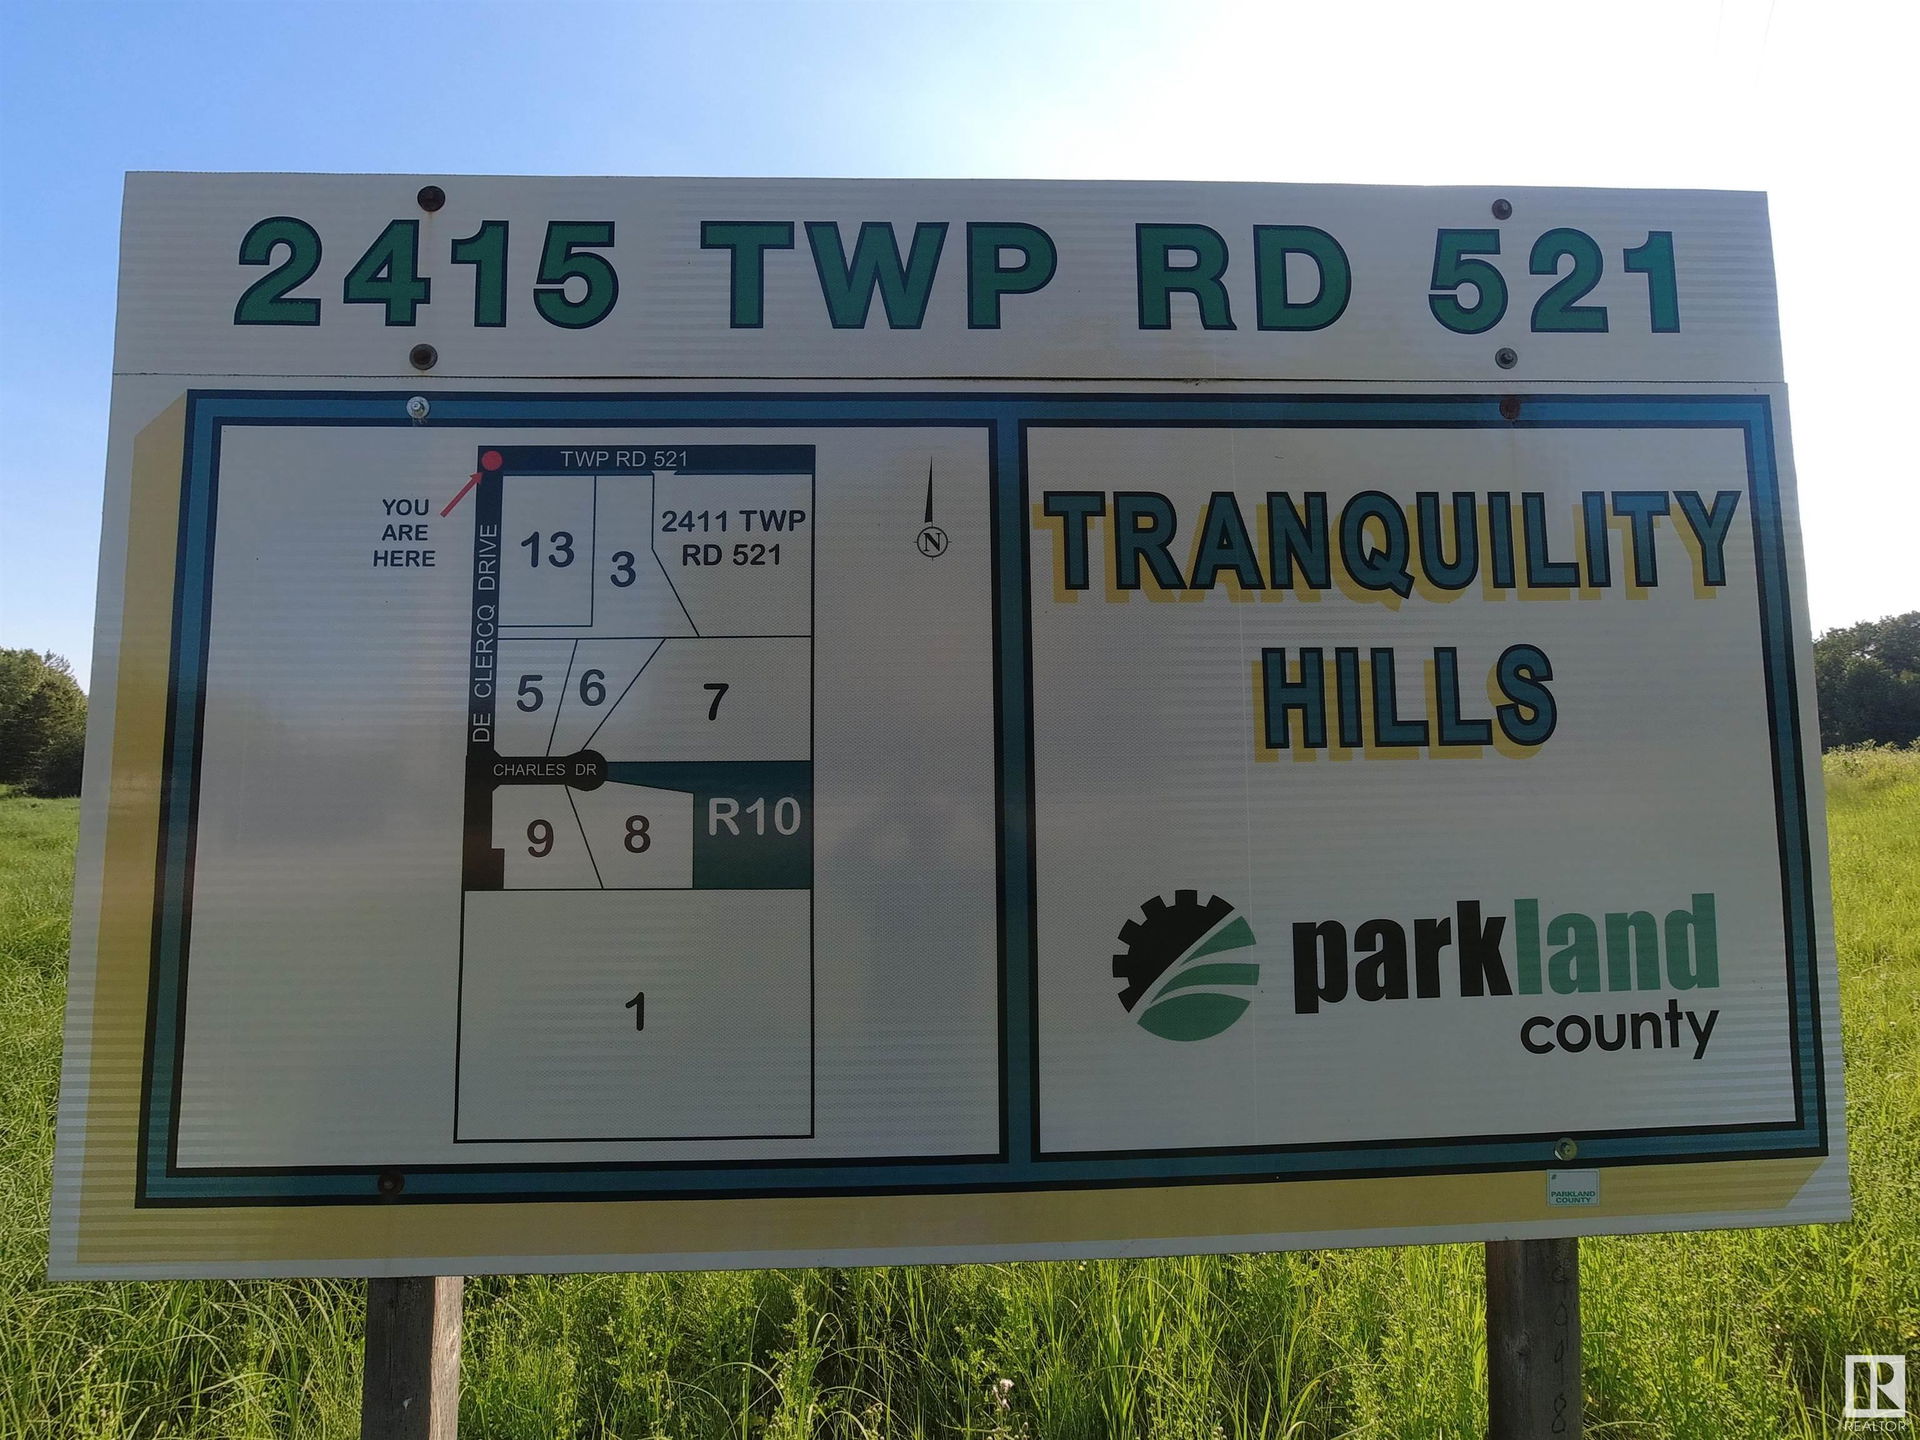 2415 TWP RD 521
TWP RD 521
YOU
ARE
HERE
DE CLERCQ DRIVE
13
3
2411 TWP
RD 521
N
5
6
7
CHARLES DR
9
8
R10
1
TRANQUILITY
HILLS
parkland
county
PARKLAND
COUNTY
REALTOR